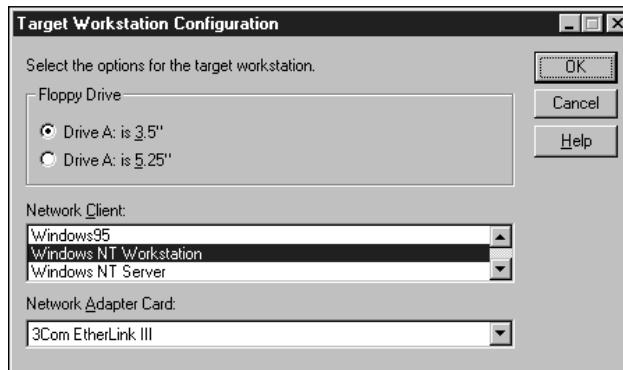 Target Workstation Configuration
Select the options for the target workstation.
OK
Cancel
Help
Floppy Drive
Drive A: is 3.5"
Drive A: is 5.25"
Network Client:
Windows95
Windows NT Workstation
Windows NT Server
Network Adapter Card:
3Com EtherLink III